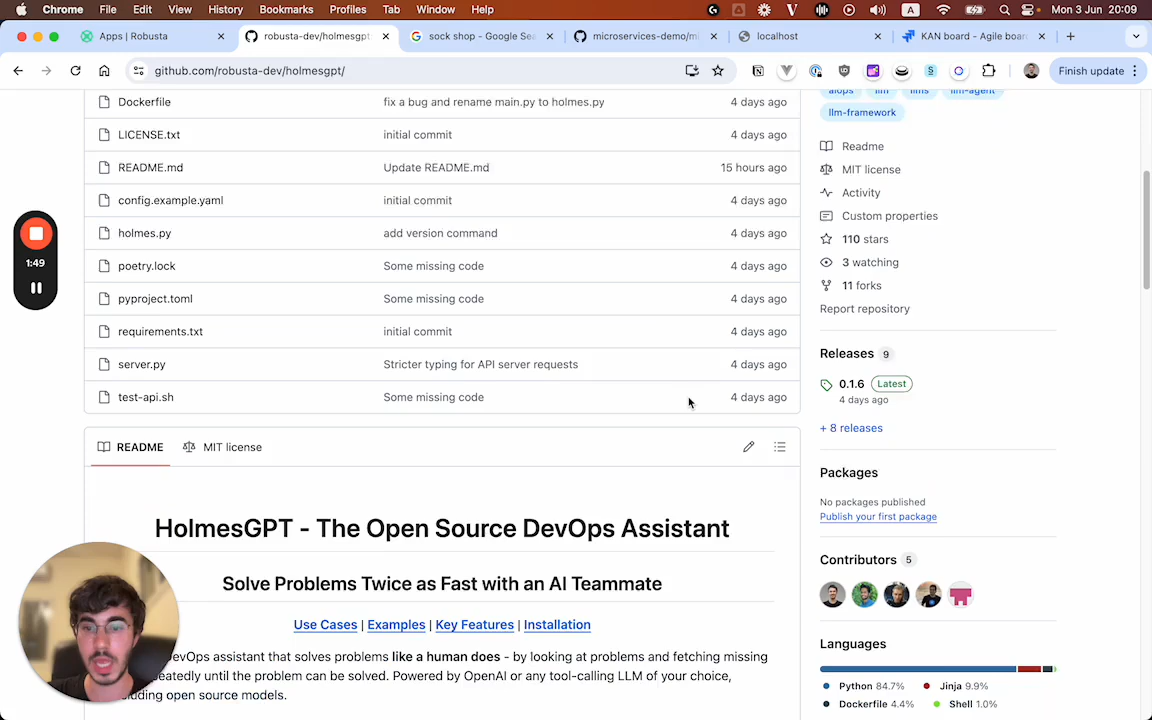 Chrome File Edit View History Bookmarks Profiles Tab Window Help A Mon 3 Jun 20:09
Apps | Robusta
robusta-dev/holmesgpt:
sock shop - Google Sea
microservices-demo/mi
localhost
KAN board - Agile boar
github.com/robusta-dev/holmesgpt/
Finish update
Dockerfile fix a bug and rename main.py to holmes.py 4 days ago
LICENSE.txt initial commit 4 days ago
README.md Update README.md 15 hours ago
config.example.yaml initial commit 4 days ago
holmes.py add version command 4 days ago
poetry.lock Some missing code 4 days ago
pyproject.toml Some missing code 4 days ago
requirements.txt initial commit 4 days ago
server.py Stricter typing for API server requests 4 days ago
test-api.sh Some missing code 4 days ago
1:49
README MIT license
HolmesGPT - The Open Source DevOps Assistant
Solve Problems Twice as Fast with an AI Teammate
Use Cases | Examples | Key Features | Installation
DevOps assistant that solves problems like a human does - by looking at problems and fetching missing
peatedly until the problem can be solved. Powered by OpenAI or any tool-calling LLM of your choice,
luding open source models.
aiops llm llms llm-agent
llm-framework
Readme
MIT license
Activity
Custom properties
110 stars
3 watching
11 forks
Report repository
Releases 9
0.1.6 Latest
4 days ago
+ 8 releases
Packages
No packages published
Publish your first package
Contributors 5
Languages
Python 84.7% Jinja 9.9%
Dockerfile 4.4% Shell 1.0%